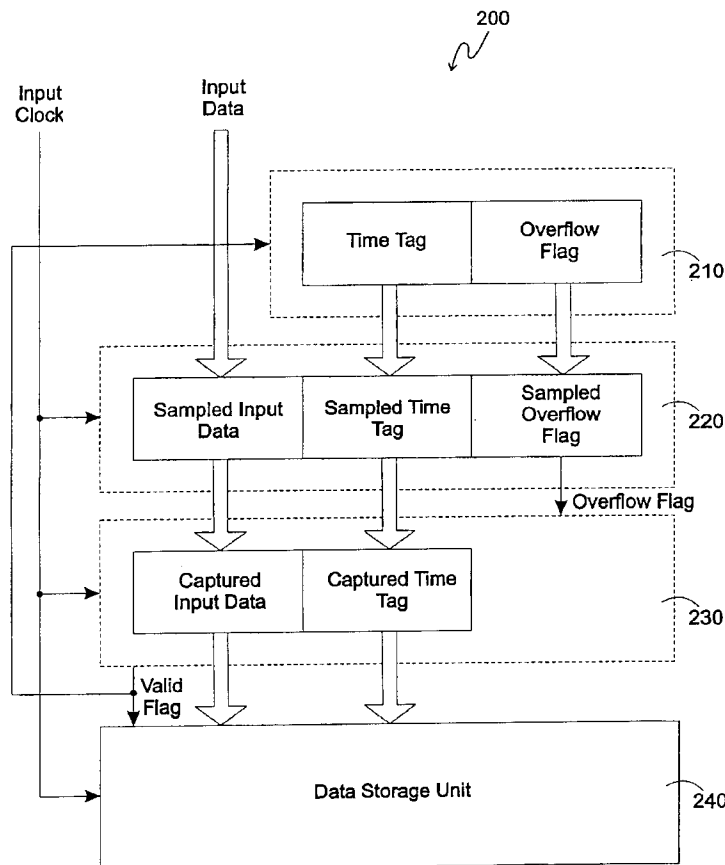 200
Input
Clock
Input
Data
Time Tag
Overflow
Flag
210
Sampled Input
Data
Sampled Time
Tag
Sampled
Overflow
Flag
220
Overflow Flag
Captured
Input Data
Captured Time
Tag
230
Valid
Flag
Data Storage Unit
240